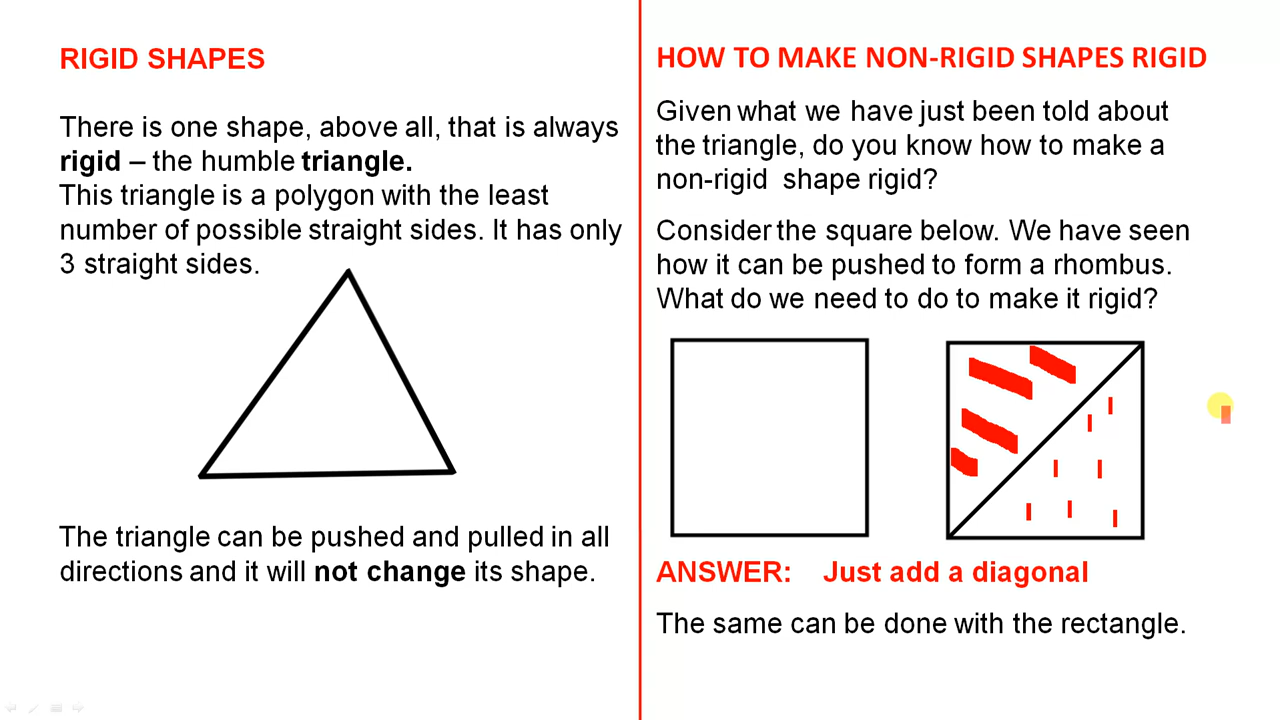 RIGID SHAPES
There is one shape, above all, that is always
rigid – the humble triangle.
This triangle is a polygon with the least
number of possible straight sides. It has only
3 straight sides.
The triangle can be pushed and pulled in all
directions and it will not change its shape.
HOW TO MAKE NON-RIGID SHAPES RIGID
Given what we have just been told about
the triangle, do you know how to make a
non-rigid shape rigid?
Consider the square below. We have seen
how it can be pushed to form a rhombus.
What do we need to do to make it rigid?
ANSWER: Just add a diagonal
The same can be done with the rectangle.